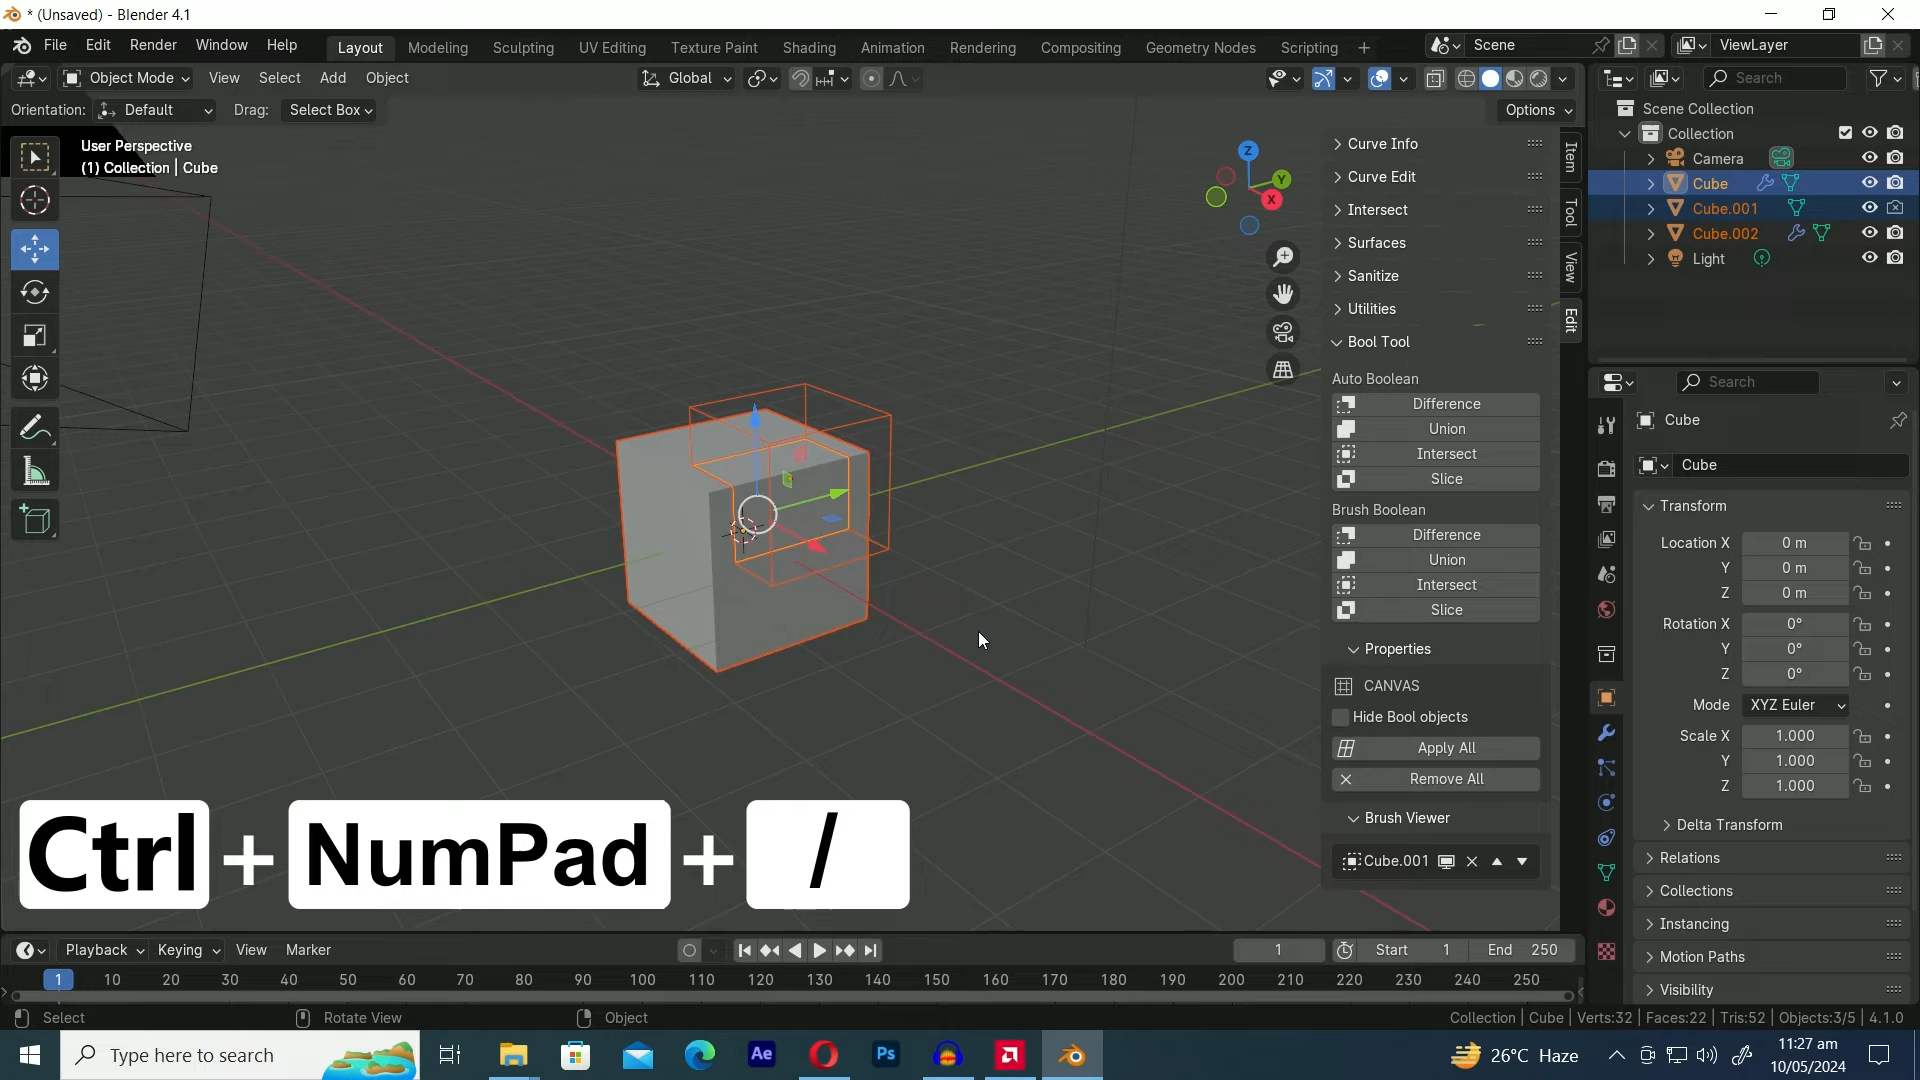 * (Unsaved) - Blender 4.1
File Edit Render Window Help
Layout Modeling Sculpting UV Editing Texture Paint Shading Animation Rendering Compositing Geometry Nodes Scripting +
Scene
ViewLayer
Object Mode View Select Add Object
Global
Search
Orientation: Default Drag: Select Box
Options
User Perspective
(1) Collection | Cube
Z
Y
X
Scene Collection
Collection
Camera
Cube
Cube.001
Cube.002
Light
Item
Tool
View
Edit
Curve Info
Curve Edit
Intersect
Surfaces
Sanitize
Utilities
Bool Tool
Auto Boolean
Difference
Union
Intersect
Slice
Brush Boolean
Difference
Union
Intersect
Slice
Properties
CANVAS
Hide Bool objects
Apply All
Remove All
Brush Viewer
Cube.001
Search
Cube
Cube
Transform
Location X 0 m
Y 0 m
Z 0 m
Rotation X 0°
Y 0°
Z 0°
Mode XYZ Euler
Scale X 1.000
Y 1.000
Z 1.000
Delta Transform
Relations
Collections
Instancing
Motion Paths
Visibility
Ctrl + NumPad + /
Playback Keying View Marker
1 Start 1 End 250
1 10 20 30 40 50 60 70 80 90 100 110 120 130 140 150 160 170 180 190 200 210 220 230 240 250
Select Rotate View Object
Collection | Cube | Verts:32 | Faces:22 | Tris:52 | Objects:3/5 | 4.1.0
Type here to search
Ae
Ps
26°C Haze
11:27 am
10/05/2024